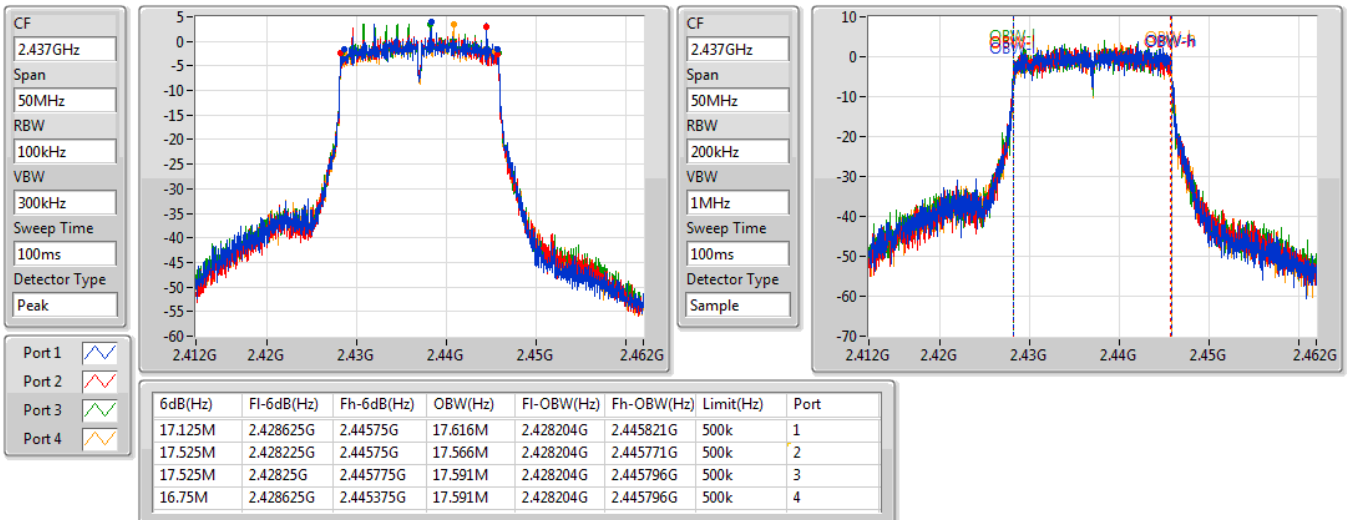 CF
2.437GHz
Span
50MHz
RBW
100kHz
VBW
300kHz
Sweep Time
100ms
Detector Type
Peak
5
0
-5
-10
-15
-20
-25
-30
-35
-40
-45
-50
-55
-60
2.412G 2.42G 2.43G 2.44G 2.45G 2.462G
CF
2.437GHz
Span
50MHz
RBW
200kHz
VBW
1MHz
Sweep Time
100ms
Detector Type
Sample
10
0
-10
-20
-30
-40
-50
-60
-70
OBW-l OBW-h
2.412G 2.42G 2.43G 2.44G 2.45G 2.462G
Port 1
Port 2
Port 3
Port 4
6dB(Hz) Fl-6dB(Hz) Fh-6dB(Hz) OBW(Hz) Fl-OBW(Hz) Fh-OBW(Hz) Limit(Hz) Port
17.125M 2.428625G 2.44575G 17.616M 2.428204G 2.445821G 500k 1
17.525M 2.428225G 2.44575G 17.566M 2.428204G 2.445771G 500k 2
17.525M 2.42825G 2.445775G 17.591M 2.428204G 2.445796G 500k 3
16.75M 2.428625G 2.445375G 17.591M 2.428204G 2.445796G 500k 4